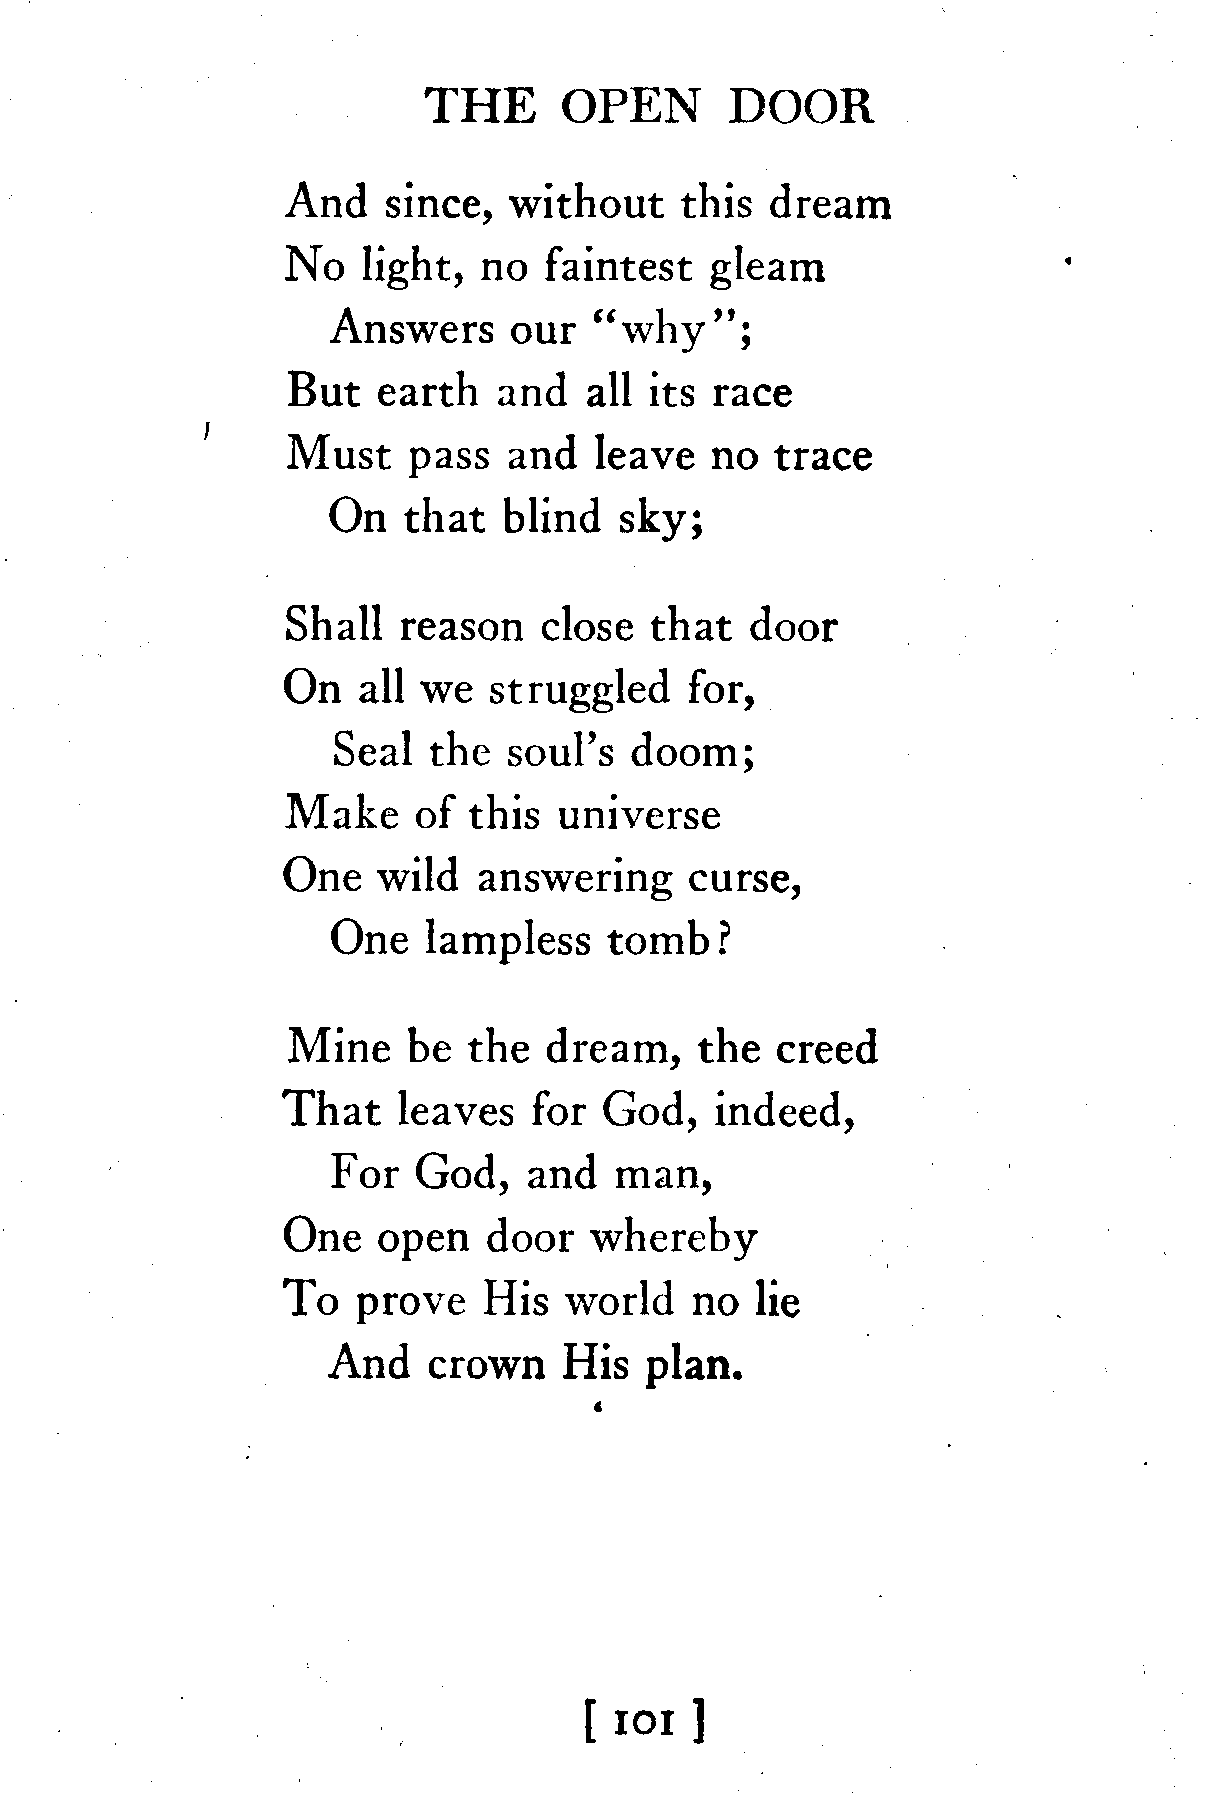 THE OPEN DOOR
And since, without this dream
No light, no faintest gleam
Answers our “why”;
But earth and all its race
Must pass and leave no trace
On that blind sky;
Shall reason close that door
On all we struggled for,
Seal the soul’s doom;
Make of this universe
One wild answering curse,
One lampless tomb?
Mine be the dream, the creed
That leaves for God, indeed,
For God, and man,
One open door whereby
To prove His world no lie
And crown His plan.
[ 101 ]